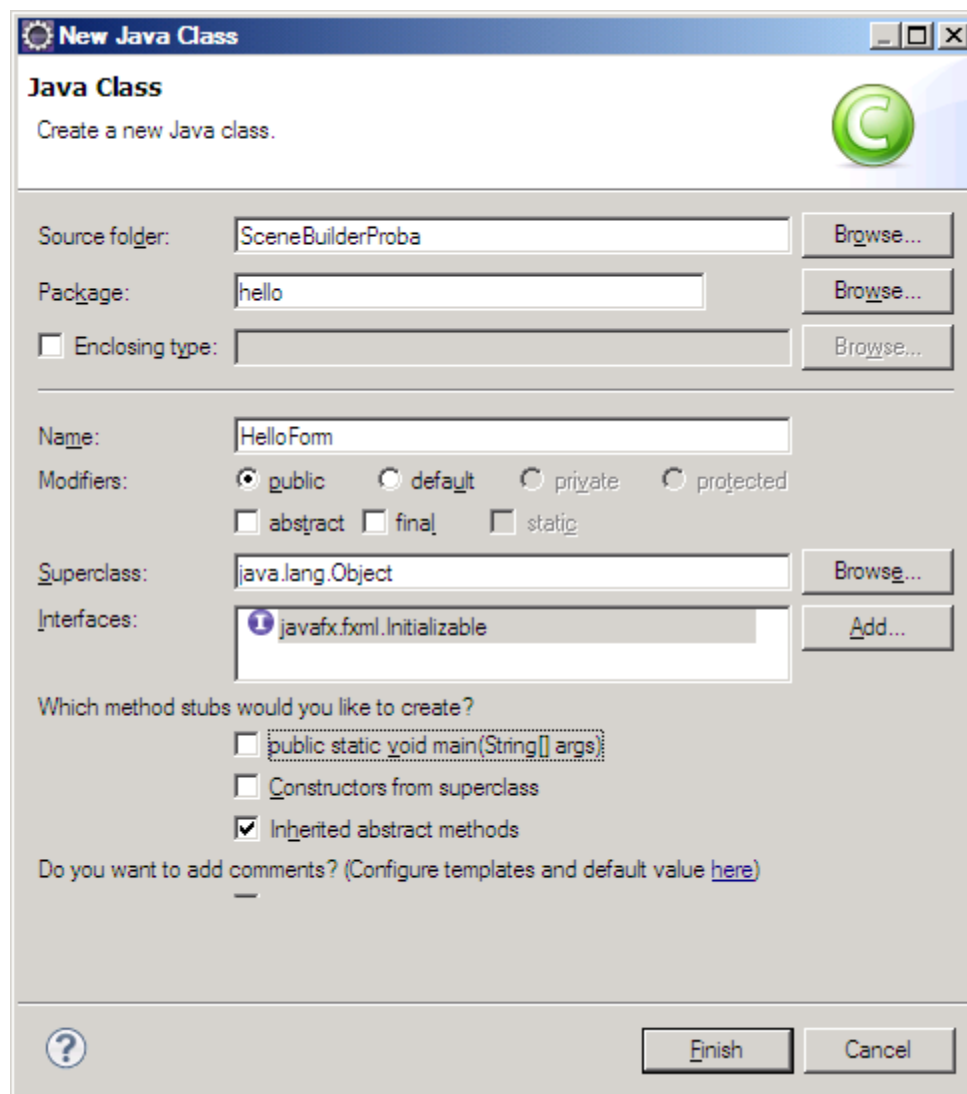 New Java Class
Java Class
Create a new Java class.
Source folder: SceneBuilderProba Browse...
Package: hello Browse...
Enclosing type: Browse...
Name: HelloForm
Modifiers: public default private protected
abstract final static
Superclass: java.lang.Object Browse...
Interfaces: javafx.fxml.Initializable Add...
Which method stubs would you like to create?
public static void main(String[] args)
Constructors from superclass
Inherited abstract methods
Do you want to add comments? (Configure templates and default value here)
Finish Cancel